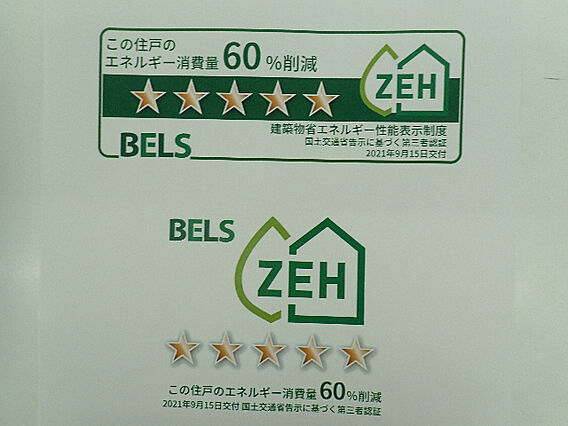 この住戸の
エネルギー消費量 60 %削減
ZEH
建築物省エネルギー性能表示制度
国土交通省告示に基づく第三者認証
2021年9月15日交付
BELS
BELS
ZEH
この住戸のエネルギー消費量 60 %削減
2021年9月15日交付 国土交通省告示に基づく第三者認証